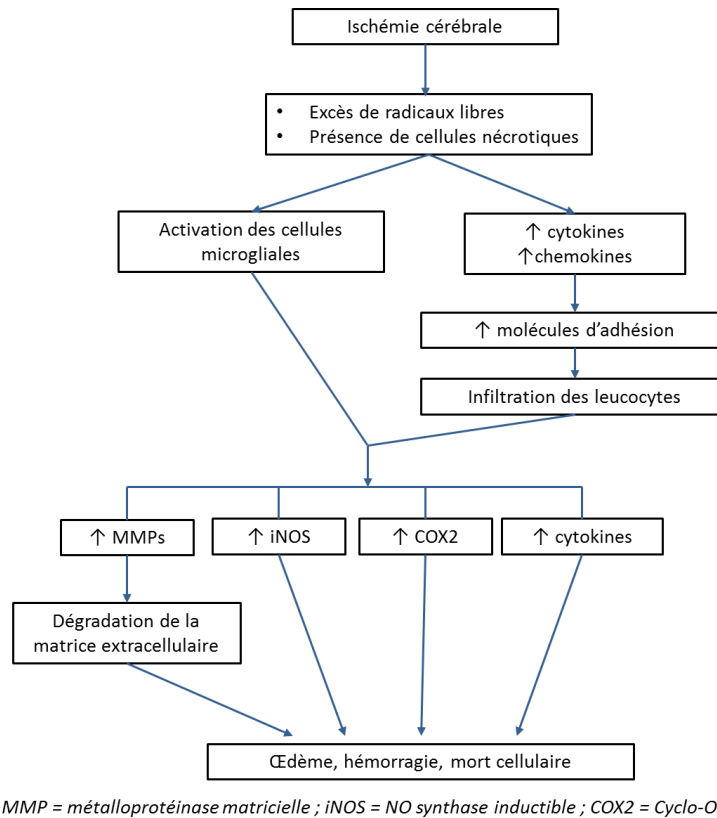 Ischémie cérébrale
• Excès de radicaux libres
• Présence de cellules nécrotiques
Activation des cellules
microgliales
↑ cytokines
↑chemokines
↑ molécules d’adhésion
Infiltration des leucocytes
↑ MMPs
↑ iNOS
↑ COX2
↑ cytokines
Dégradation de la
matrice extracellulaire
Œdème, hémorragie, mort cellulaire
MMP = métalloprotéinase matricielle ; iNOS = NO synthase inductible ; COX2 = Cyclo-O